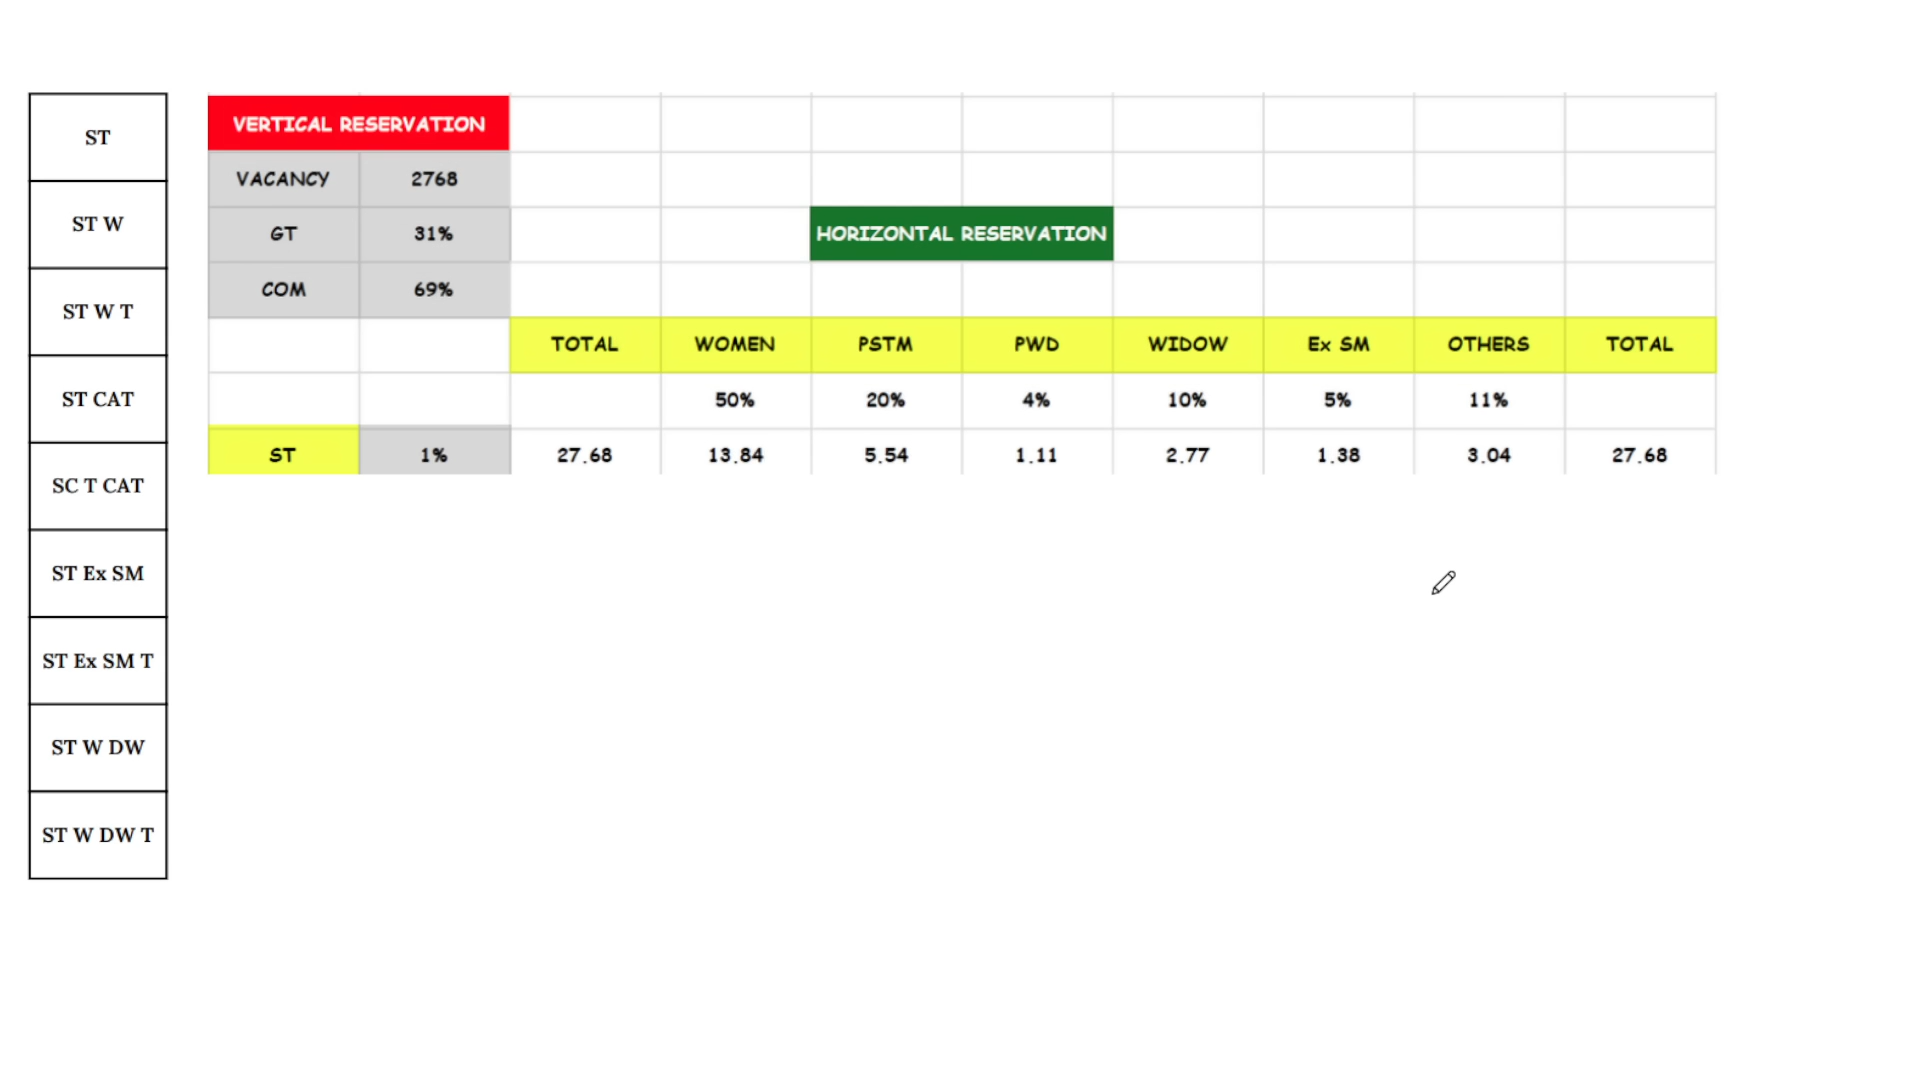 ST
ST W
ST W T
ST CAT
SC T CAT
ST Ex SM
ST Ex SM T
ST W DW
ST W DW T
VERTICAL RESERVATION
VACANCY 2768
GT 31%
HORIZONTAL RESERVATION
COM 69%
TOTAL WOMEN PSTM PWD WIDOW Ex SM OTHERS TOTAL
50% 20% 4% 10% 5% 11%
ST 1% 27.68 13.84 5.54 1.11 2.77 1.38 3.04 27.68